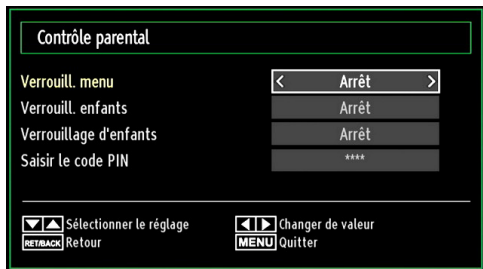 Contrôle parental
Verrouill. menu < Arrêt >
Verrouill. enfants Arrêt
Verrouillage d'enfants Arrêt
Saisir le code PIN ****
Sélectionner le réglage Changer de valeur
RET/BACK Retour MENU Quitter